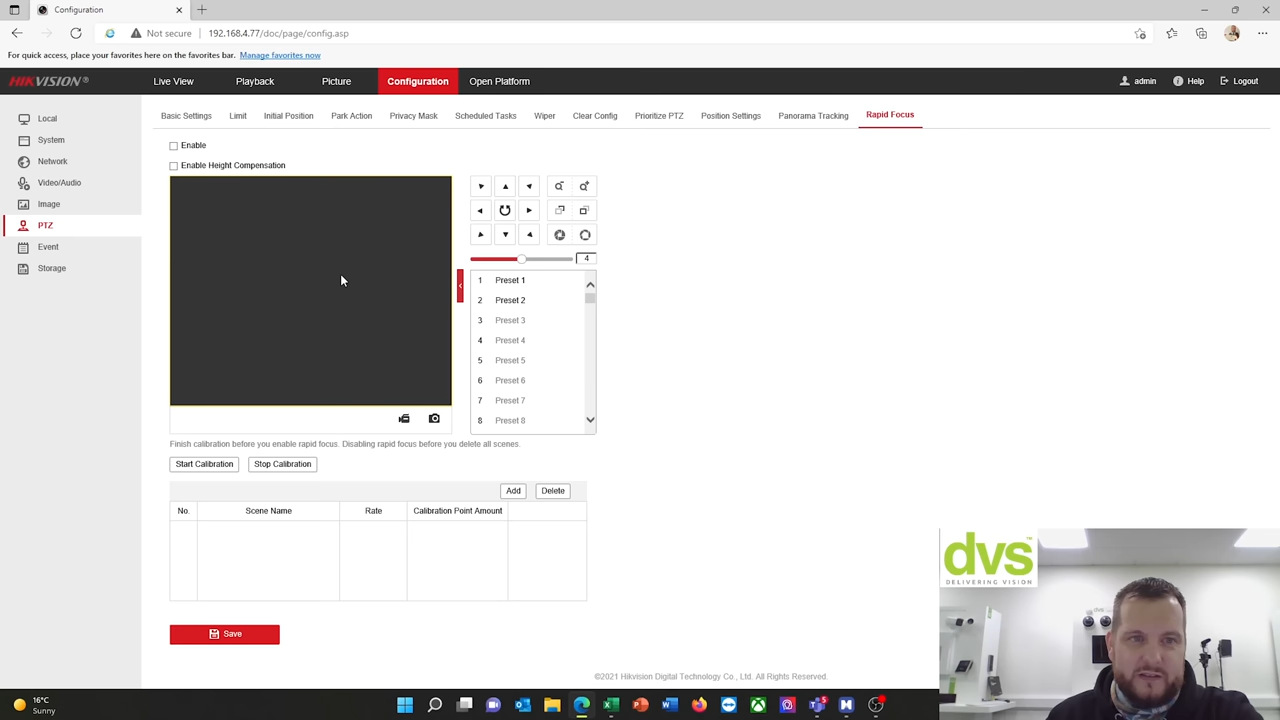 Configuration
Not secure 192.168.4.77/doc/page/config.asp
For quick access, place your favorites here on the favorites bar. Manage favorites now
HIKVISION® Live View Playback Picture Configuration Open Platform admin Help Logout
Local
System
Network
Video/Audio
Image
PTZ
Event
Storage
Basic Settings Limit Initial Position Park Action Privacy Mask Scheduled Tasks Wiper Clear Config Prioritize PTZ Position Settings Panorama Tracking Rapid Focus
Enable
Enable Height Compensation
4
1 Preset 1
2 Preset 2
3 Preset 3
4 Preset 4
5 Preset 5
6 Preset 6
7 Preset 7
8 Preset 8
Finish calibration before you enable rapid focus. Disabling rapid focus before you delete all scenes.
Start Calibration Stop Calibration
Add Delete
No. Scene Name Rate Calibration Point Amount
Save
©2021 Hikvision Digital Technology Co., Ltd. All Rights Reserved.
dvs™
DELIVERING VISION
16°C
Sunny